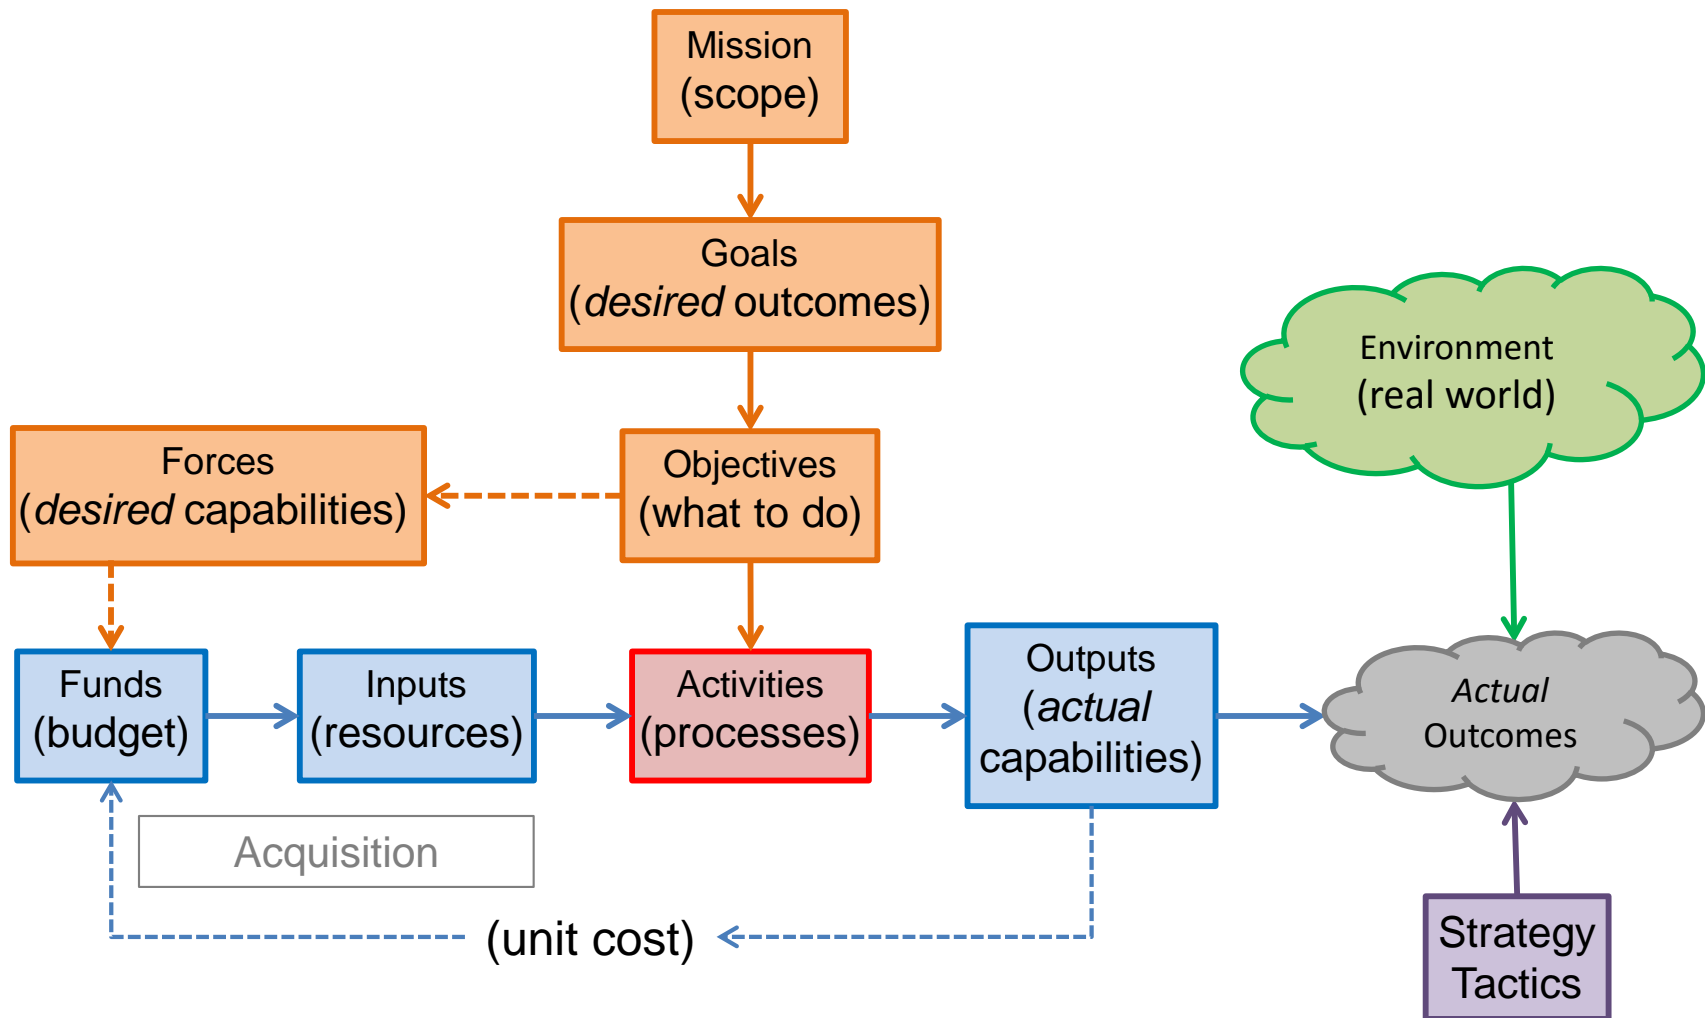 Mission
(scope)
Goals
(desired outcomes)
Environment
(real world)
Forces
(desired capabilities)
Objectives
(what to do)
Funds
(budget)
Inputs
(resources)
Activities
(processes)
Outputs
(actual
capabilities)
Actual
Outcomes
Acquisition
(unit cost)
Strategy
Tactics